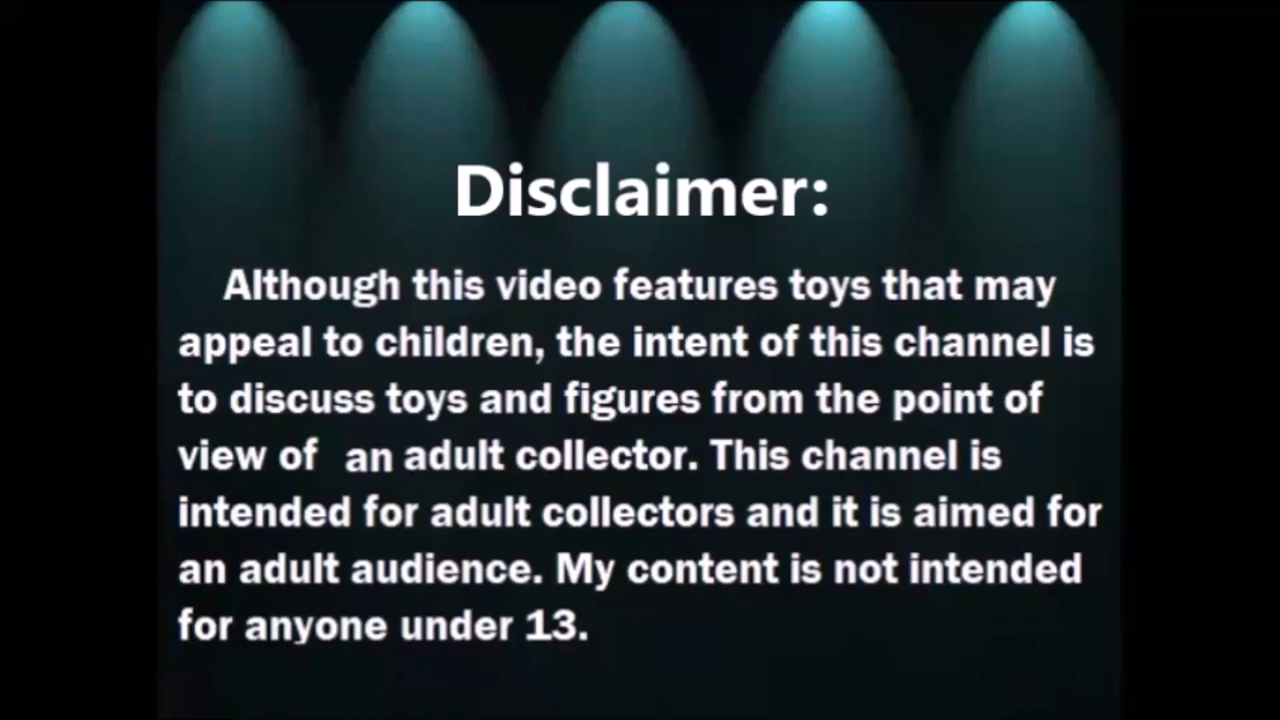 Disclaimer:
Although this video features toys that may
appeal to children, the intent of this channel is
to discuss toys and figures from the point of
view of an adult collector. This channel is
intended for adult collectors and it is aimed for
an adult audience. My content is not intended
for anyone under 13.